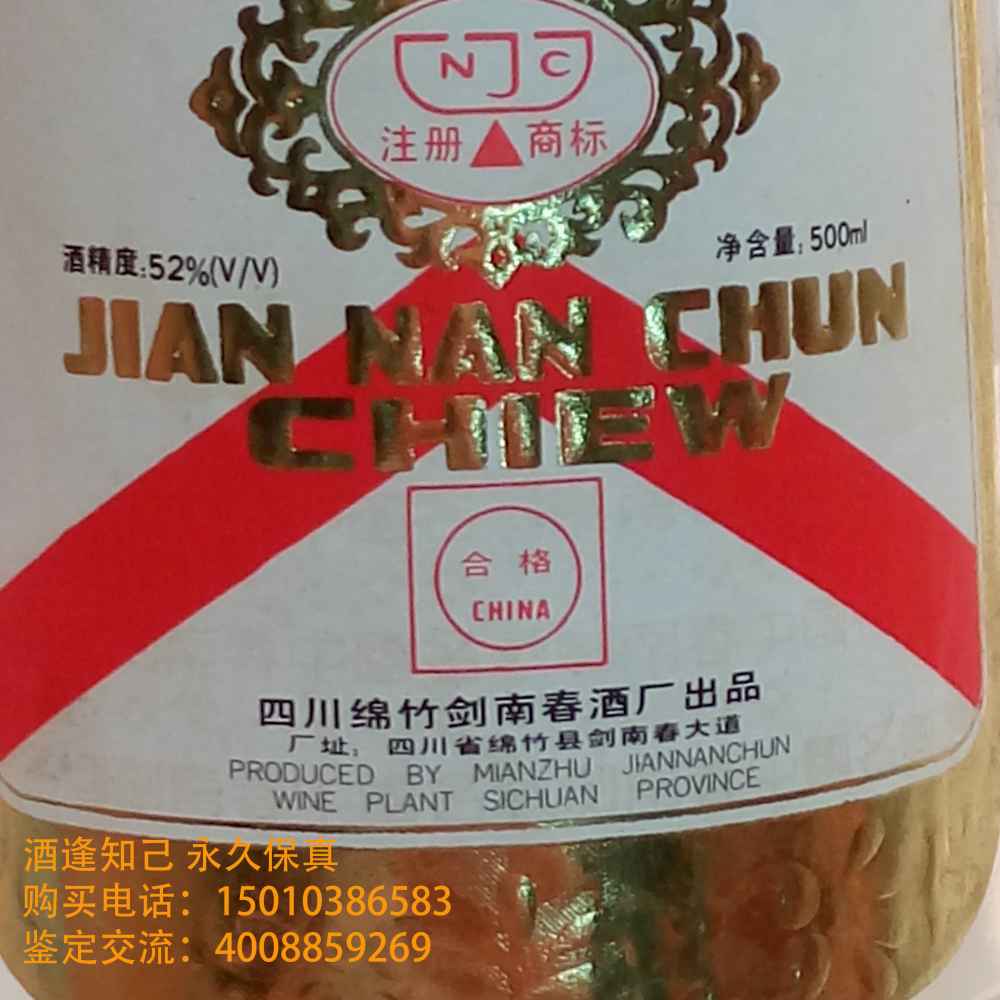 NJC
注册 商标
酒精度:52%(V/V)
净含量:500ml
JIAN NAN CHUN
CHIEW
合格
CHINA
四川绵竹剑南春酒厂出品
厂址:四川省绵竹县剑南春大道
PRODUCED BY MIANZHU JIANNANCHUN
WINE PLANT SICHUAN PROVINCE
酒逢知己 永久保真
购买电话:15010386583
鉴定交流:4008859269